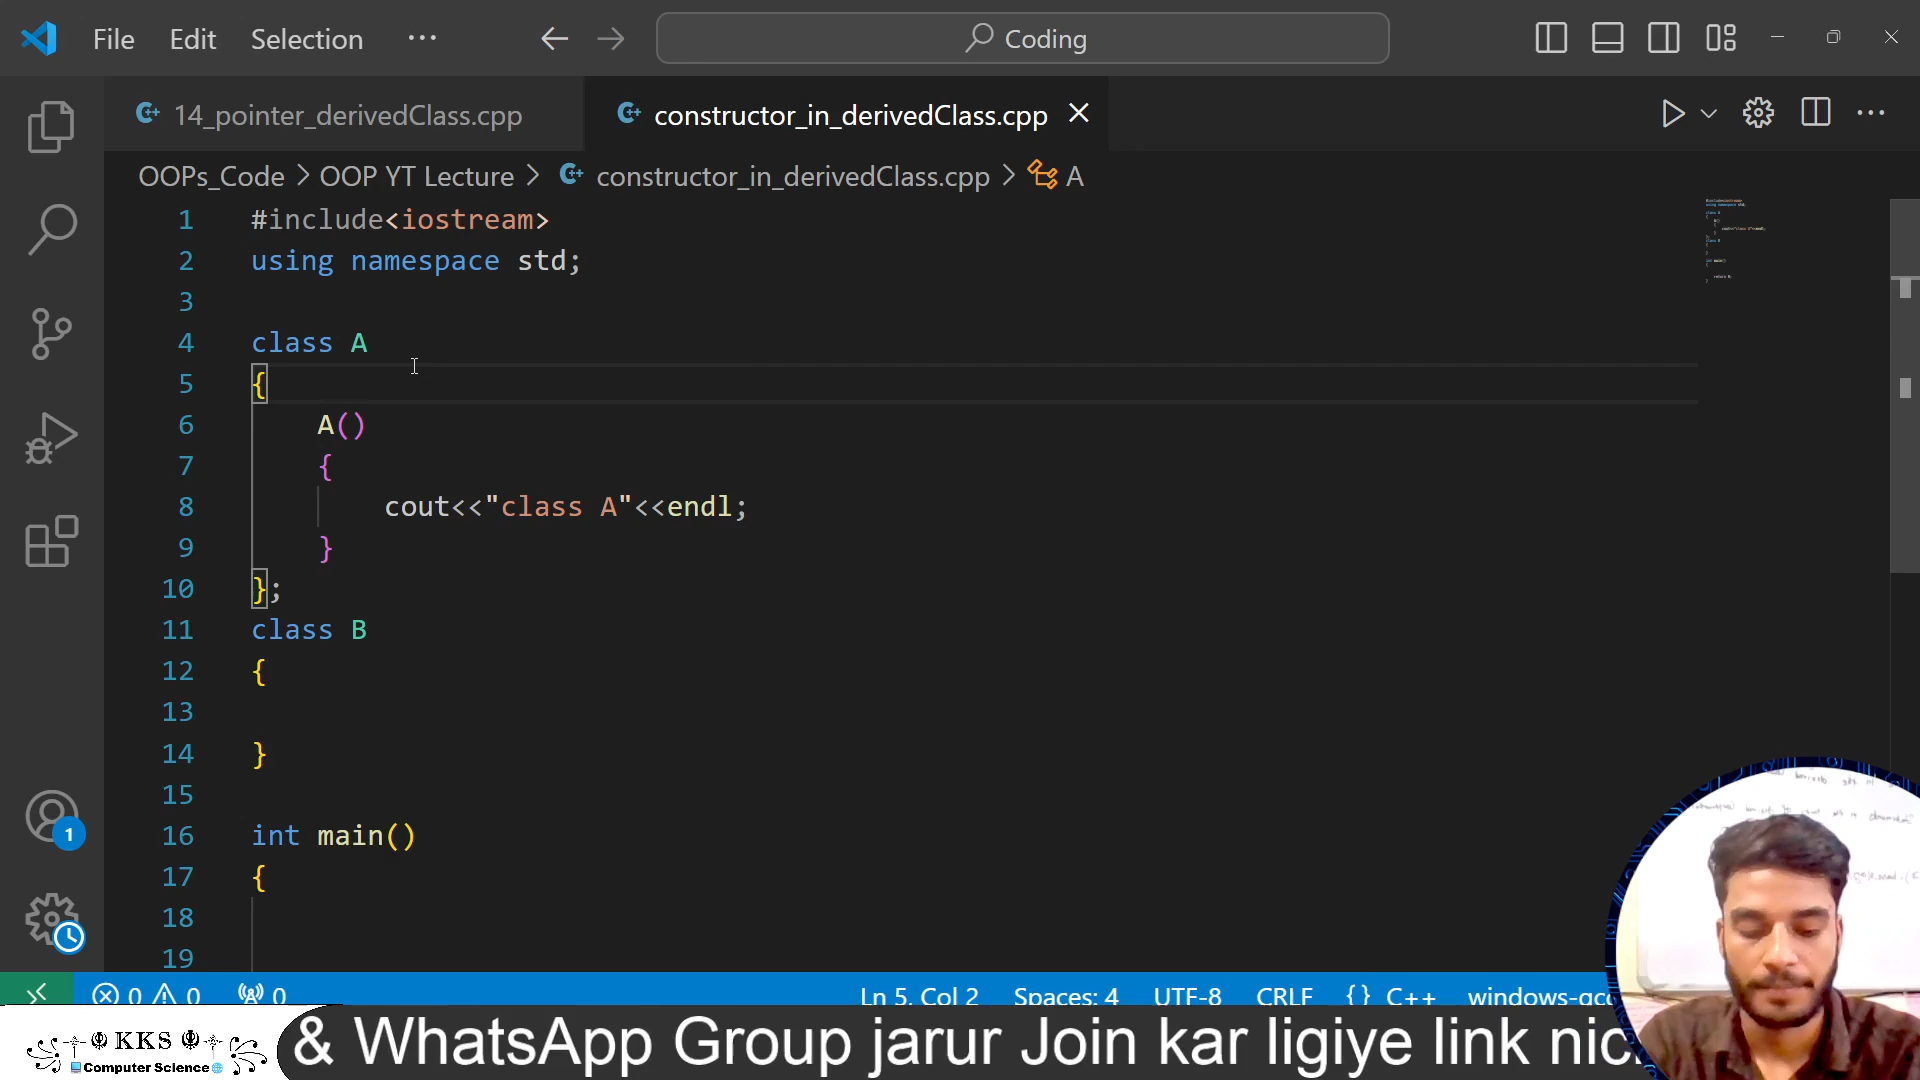 File Edit Selection ··· Coding
14_pointer_derivedClass.cpp constructor_in_derivedClass.cpp
OOPs_Code > OOP YT Lecture > constructor_in_derivedClass.cpp > A
1 #include<iostream>
2 using namespace std;
3
4 class A
5 {
6 A()
7 {
8 cout<<"class A"<<endl;
9 }
10 };
11 class B
12 {
13
14 }
15
16 int main()
17 {
18
19
1
0 0 0 Ln 5, Col 2 Spaces: 4 UTF-8 CRLF {} C++ windows-gcc
KKS
Computer Science
& WhatsApp Group jarur Join kar ligiye link